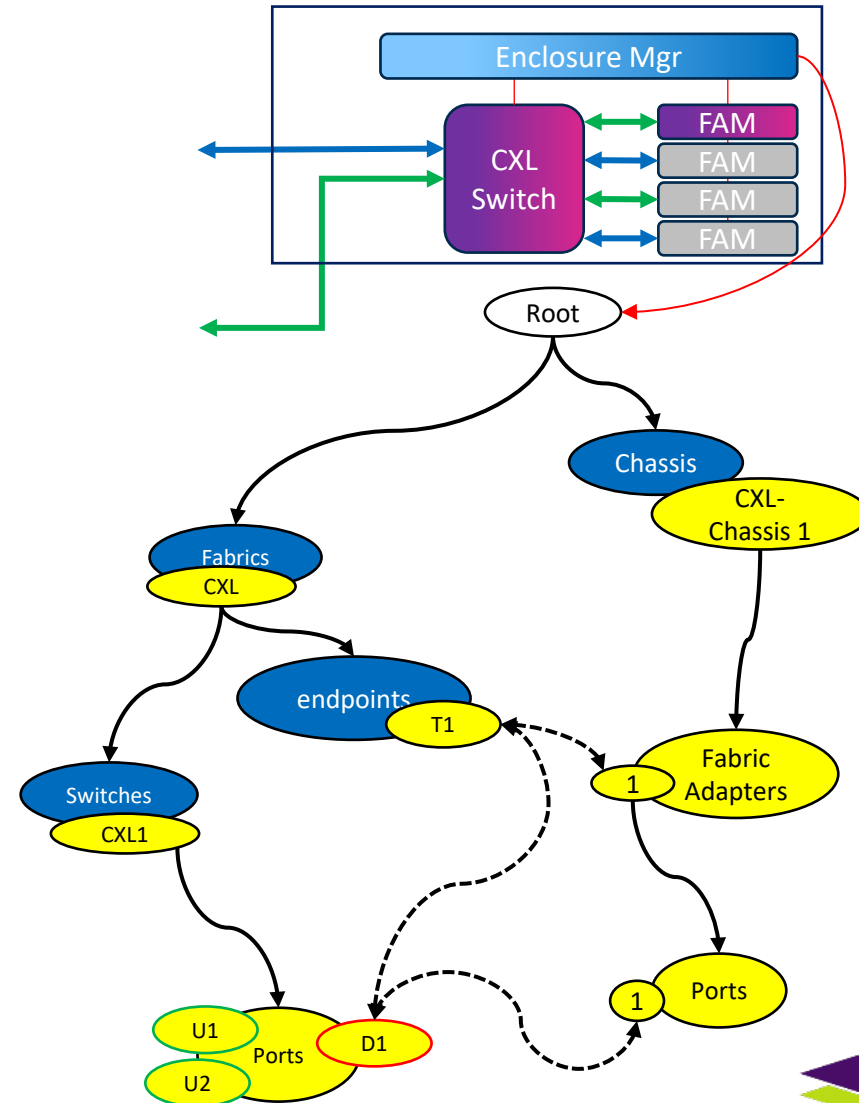 Enclosure Mgr
CXL
Switch
FAM
FAM
FAM
FAM
Root
Chassis
CXL-
Chassis 1
Fabrics
CXL
endpoints
T1
Switches
CXL1
Fabric
Adapters
1
Ports
1
U1
Ports
D1
U2